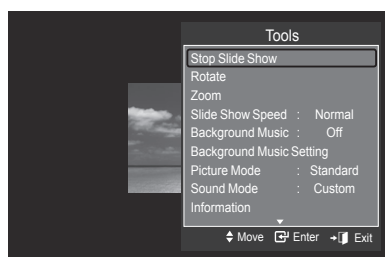 Tools
Stop Slide Show
Rotate
Zoom
Slide Show Speed : Normal
Background Music : Off
Background Music Setting
Picture Mode : Standard
Sound Mode : Custom
Information
Move Enter Exit